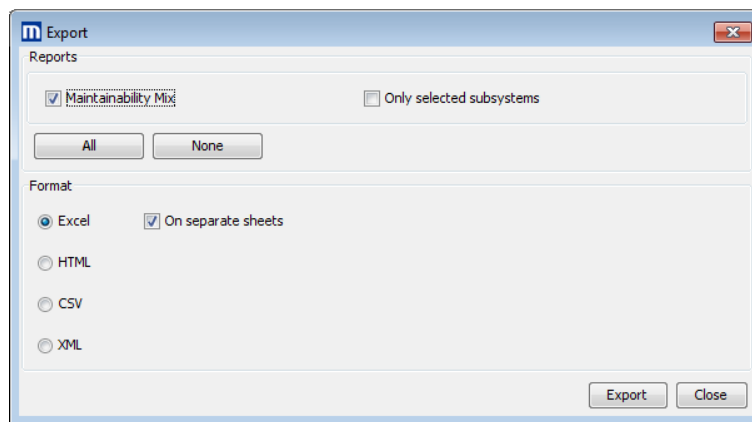 m Export
Reports
Maintainability Mix Only selected subsystems
All None
Format
Excel On separate sheets
HTML
CSV
XML
Export Close